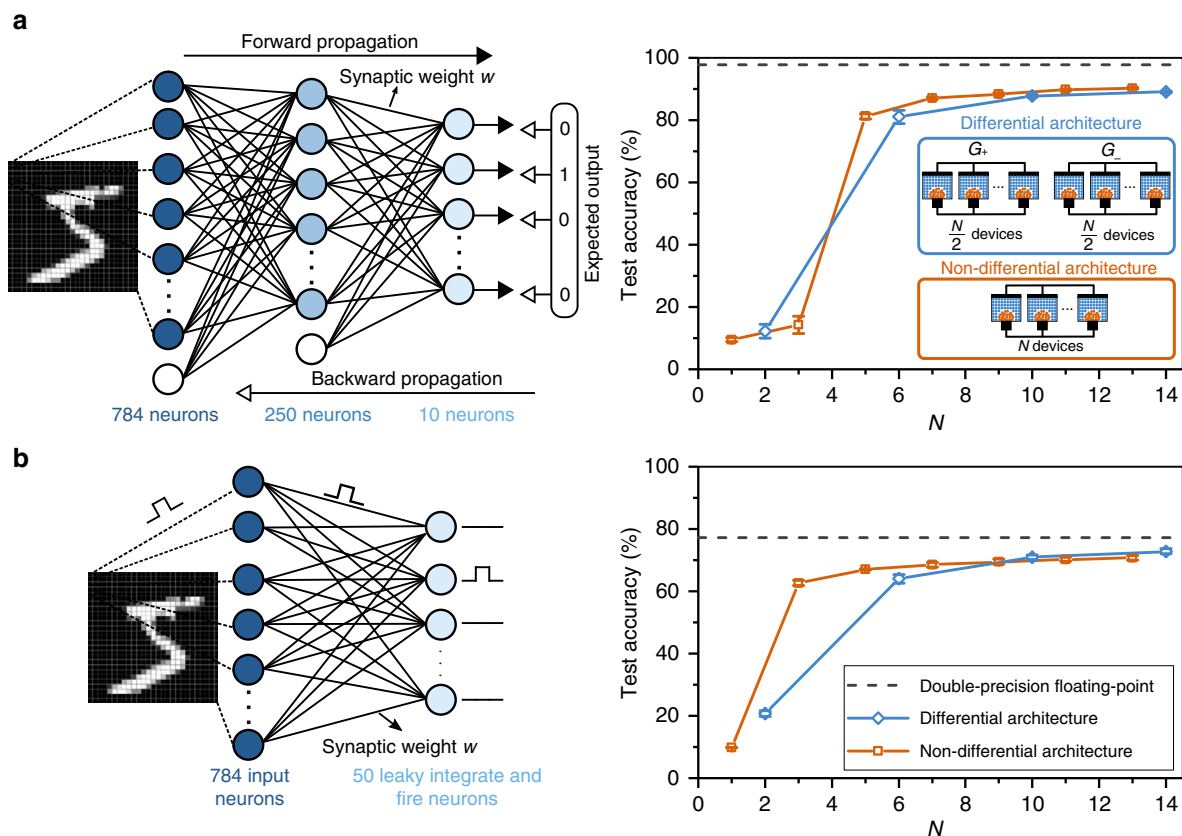 a
Forward propagation
Synaptic weight w
0
1
0
0
Expected output
Backward propagation
784 neurons
250 neurons
10 neurons
100
80
60
40
20
0
Test accuracy (%)
0 2 4 6 8 10 12 14
N
Differential architecture
G+ G−
... ...
N/2 devices N/2 devices
Non-differential architecture
...
N devices
b
Synaptic weight w
784 input
neurons
50 leaky integrate and
fire neurons
100
80
60
40
20
0
Test accuracy (%)
0 2 4 6 8 10 12 14
N
Double-precision floating-point
Differential architecture
Non-differential architecture